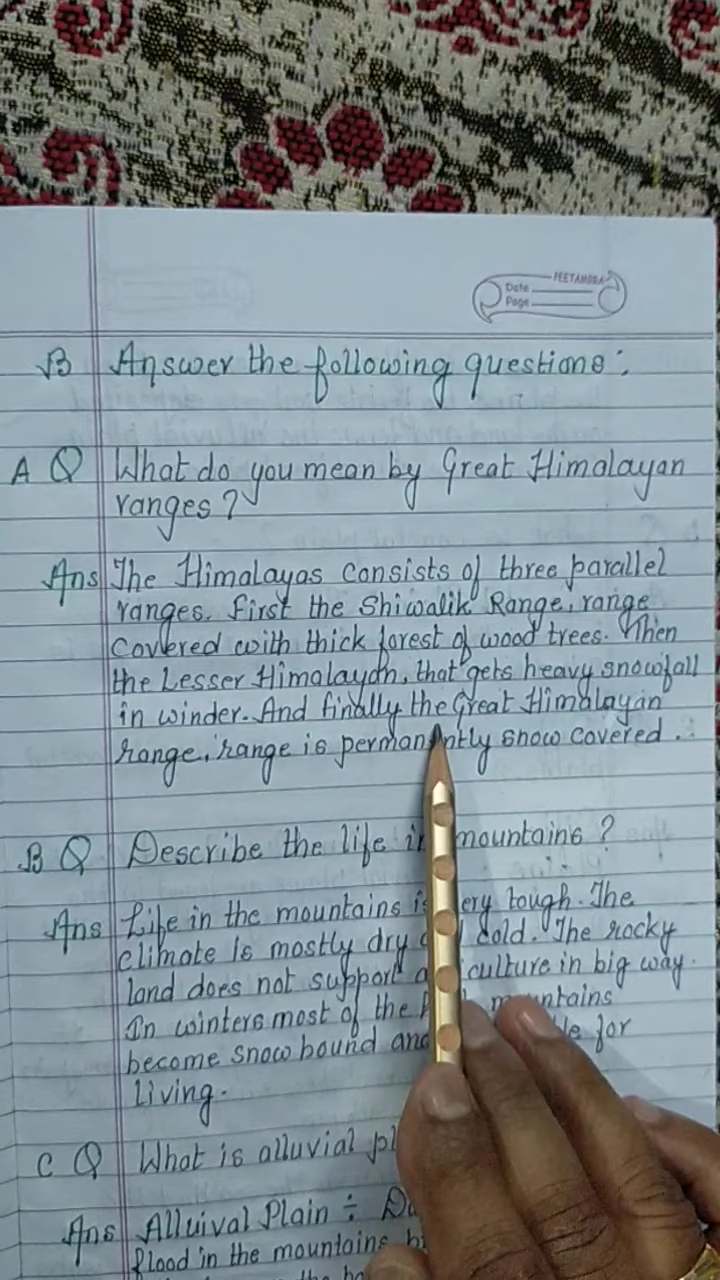 PEETAMBRA
Date
Page
B Answer the following questions:
A Q What do you mean by Great Himalayan
ranges?
Ans The Himalayas consists of three parallel
ranges. first the Shiwalik Range, range
covered with thick forest of wood trees. Then
the Lesser Himalayan, that gets heavy snowfall
in winder. And finally the Great Himalayan
range, range is permanently snow covered.
B Q Describe the life in mountains?
Ans Life in the mountains is very tough. The
climate is mostly dry cold. The rocky
land does not support in big way.
In winters most of the mountains
become snow bound and for
living.
C Q What is alluvial
Ans Alluival Plain ÷
flood in the mountains
the